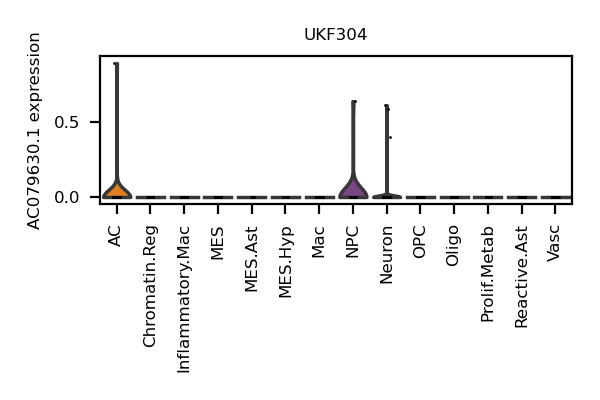 UKF304
AC079630.1 expression
0.5
0.0
AC
Chromatin.Reg
Inflammatory.Mac
MES
MES.Ast
MES.Hyp
Mac
NPC
Neuron
OPC
Oligo
Prolif.Metab
Reactive.Ast
Vasc